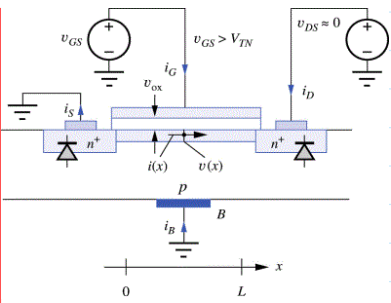 +
−
v_GS
v_GS > V_TN
v_DS ≈ 0
+
−
i_G
v_ox
i_S
i_D
n⁺
n⁺
i(x)
v(x)
p
B
i_B
x
0
L